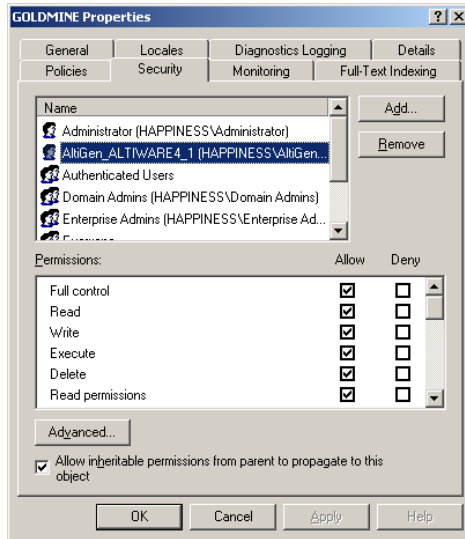 GOLDMINE Properties
General Locales Diagnostics Logging Details
Policies Security Monitoring Full-Text Indexing
Name
Add...
Administrator (HAPPINESS\Administrator)
AltiGen_ALTIWARE4_1 (HAPPINESS\AltiGen...
Remove
Authenticated Users
Domain Admins (HAPPINESS\Domain Admins)
Enterprise Admins (HAPPINESS\Enterprise Ad...
Permissions: Allow Deny
Full control
Read
Write
Execute
Delete
Read permissions
Advanced...
Allow inheritable permissions from parent to propagate to this
object
OK Cancel Apply Help